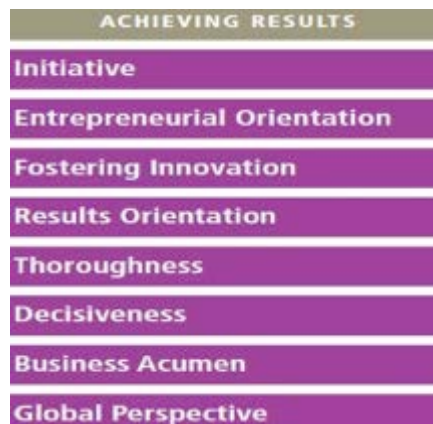 ACHIEVING RESULTS
Initiative
Entrepreneurial Orientation
Fostering Innovation
Results Orientation
Thoroughness
Decisiveness
Business Acumen
Global Perspective